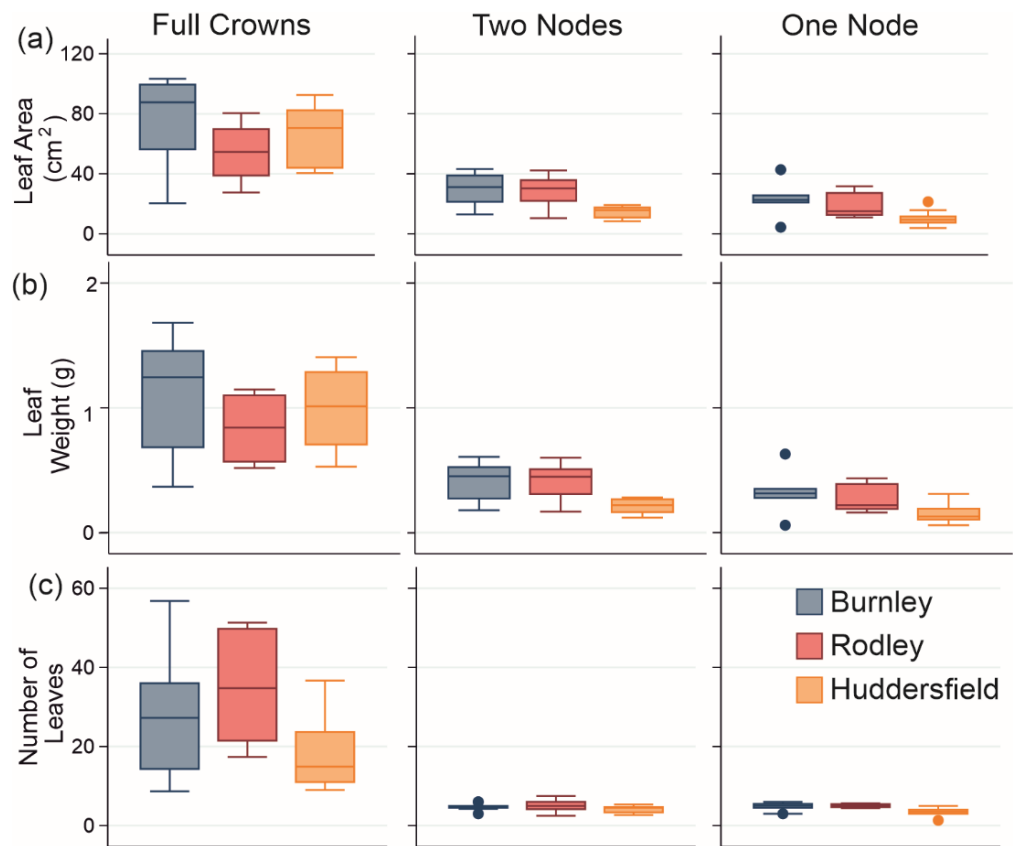 Full Crowns
Two Nodes
One Node
(a)
120
80
40
0
Leaf Area
(cm²)
(b)
2
1
0
Leaf
Weight (g)
(c)
60
40
20
0
Number of
Leaves
Burnley
Rodley
Huddersfield